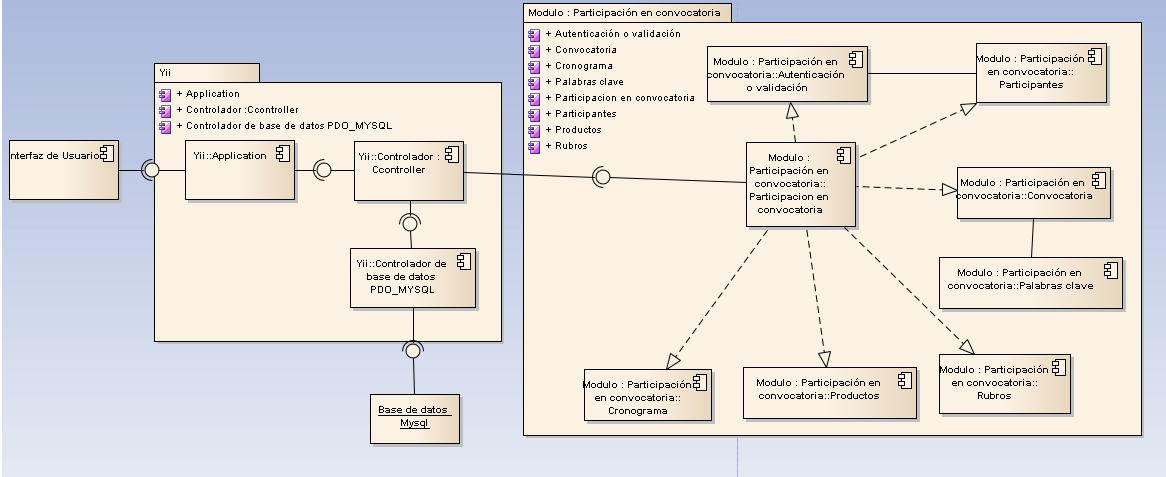 Modulo : Participación en convocatoria
+ Autenticación o validación
+ Convocatoria
+ Cronograma
+ Palabras clave
+ Participacion en convocatoria
+ Participantes
+ Productos
+ Rubros
Yii
+ Application
+ Controlador :Ccontroller
+ Controlador de base de datos PDO_MYSQL
nterfaz de Usuario
Yii::Application
Yii::Controlador :
Ccontroller
Yii::Controlador de
base de datos
PDO_MYSQL
Base de datos
Mysql
Modulo : Participación en
convocatoria::Autenticación
o validación
Modulo : Participación
en convocatoria::
Participantes
Modulo :
Participación en
convocatoria::
Participacion en
convocatoria
Modulo : Participación en
convocatoria::Convocatoria
Modulo : Participación en
convocatoria::Palabras clave
Modulo : Participación
en convocatoria::
Cronograma
Modulo : Participación en
convocatoria::Productos
Modulo : Participación
en convocatoria::
Rubros